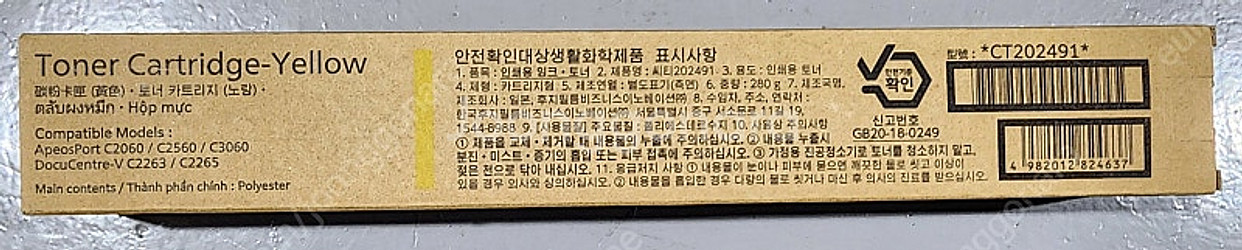 Toner Cartridge-Yellow
碳粉卡匣 (黃色)・토너 카트리지 (노랑)・
ตลับผงหมึก・Hộp mực
Compatible Models :
ApeosPort C2060 / C2560 / C3060
DocuCentre-V C2263 / C2265
Main contents / Thành phần chính : Polyester
안전확인대상생활화학제품 표시사항
1. 품목 : 인쇄용 잉크・토너 2. 제품명 : 씨티202491 3. 용도 : 인쇄용 토너
4. 제형 : 카트리지형 5. 제조연월 : 별도표기(측면) 6. 중량 : 280 g 7. 제조국명,
제조회사 : 일본, 후지필름비즈니스이노베이션㈜ 8. 수입자, 주소, 연락처 :
한국후지필름비즈니스이노베이션㈜ 서울특별시 중구 서소문로 11길 19,
1544-8988 9. [사용물질] 주요물질 : 폴리에스테르수지 10. 사용상 주의사항
① 제품을 교체・제거할 때 내용물의 누출에 주의하십시오. ② 내용물 누출시
분진・미스트・증기의 흡입 또는 피부 접촉에 주의하십시오. ③ 가정용 진공청소기로 토너를 청소하지 말고,
젖은 천으로 닦아 내십시오. 11. 응급처치 사항 ① 내용물이 눈이나 피부에 묻으면 깨끗한 물로 씻고 이상이
있을 경우 의사와 상의하십시오. ② 내용물을 흡입한 경우 다량의 물로 씻거나 마신 후 의사의 진료를 받으십시오.
안전기준
확인
신고번호
GB20-18-0249
型號 : *CT202491*
4 982012 824637